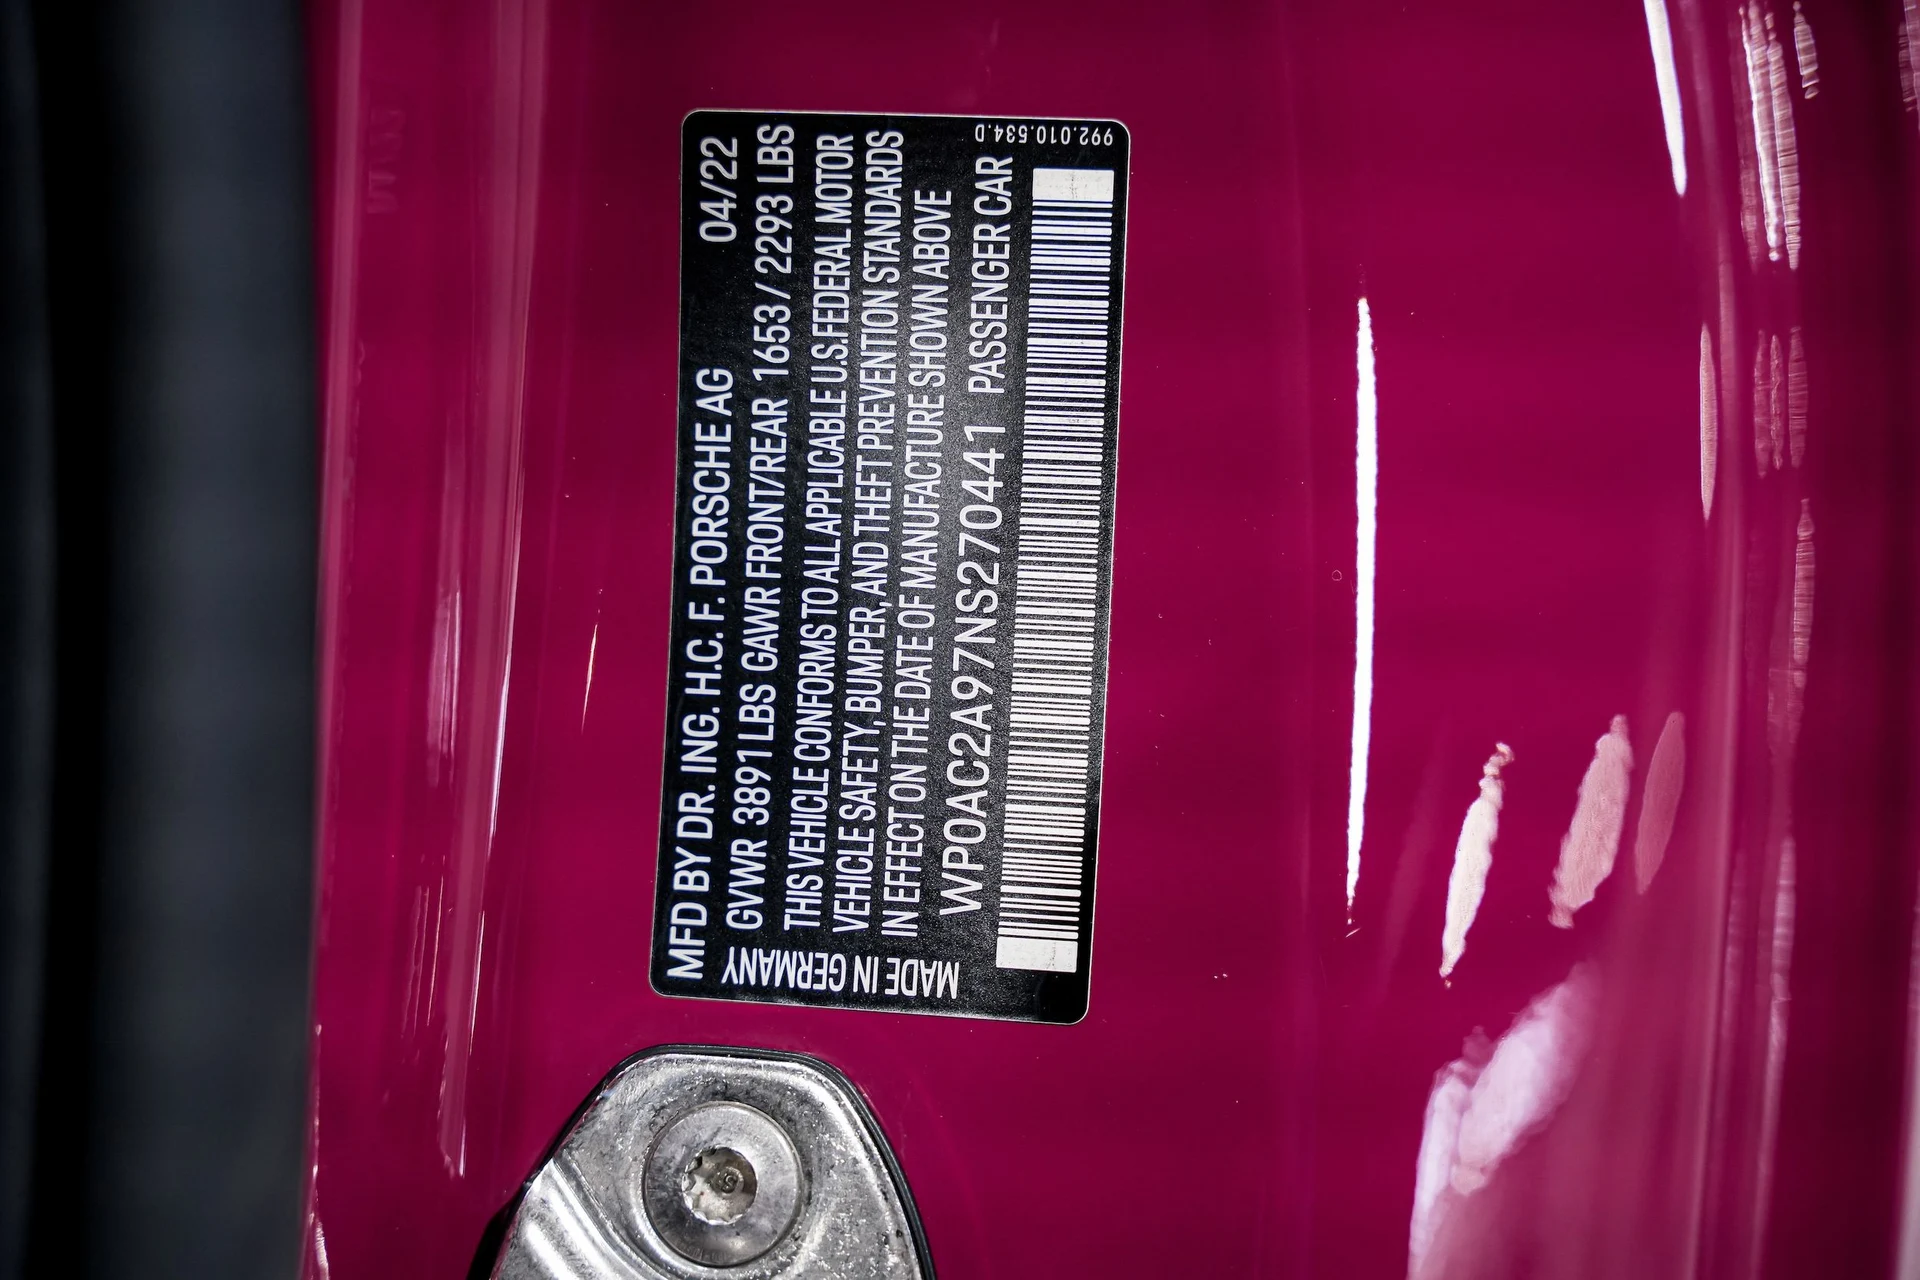 MFD BY DR. ING. H.C. F. PORSCHE AG 04/22
GVWR 3891 LBS GAWR FRONT/REAR 1653 / 2293 LBS
THIS VEHICLE CONFORMS TO ALL APPLICABLE U.S. FEDERAL MOTOR
VEHICLE SAFETY, BUMPER, AND THEFT PREVENTION STANDARDS
IN EFFECT ON THE DATE OF MANUFACTURE SHOWN ABOVE
WP0AC2A97NS270441 PASSENGER CAR
MADE IN GERMANY
992.010.534.D